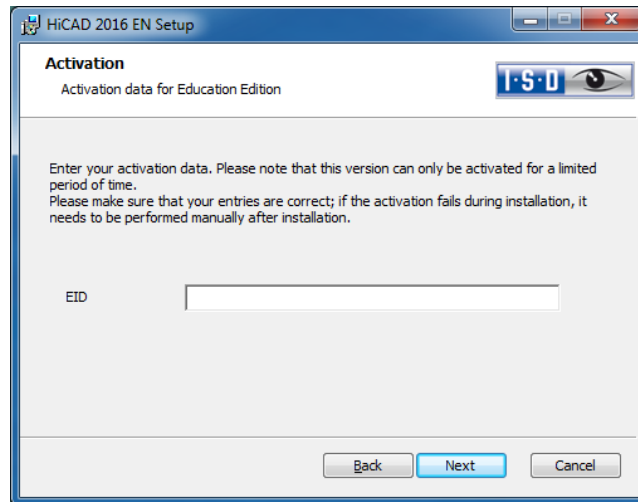 HiCAD 2016 EN Setup
Activation
Activation data for Education Edition
I·S·D
Enter your activation data. Please note that this version can only be activated for a limited
period of time.
Please make sure that your entries are correct; if the activation fails during installation, it
needs to be performed manually after installation.
EID
Back Next Cancel